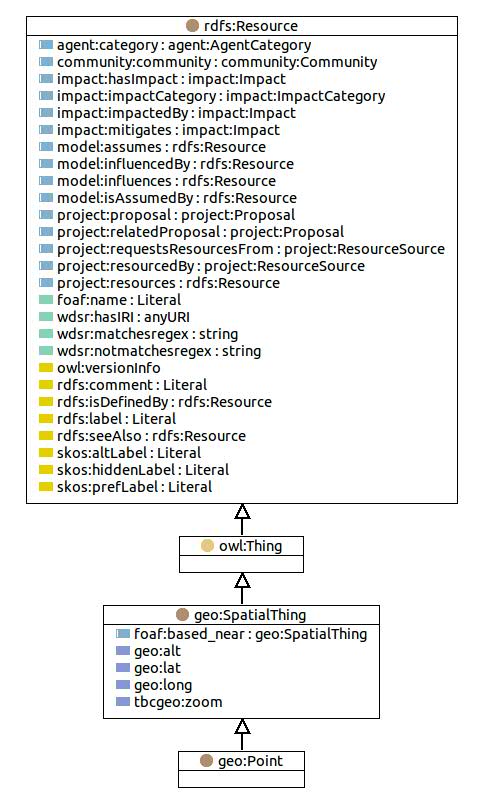 rdfs:Resource
agent:category : agent:AgentCategory
community:community : community:Community
impact:hasImpact : impact:Impact
impact:impactCategory : impact:ImpactCategory
impact:impactedBy : impact:Impact
impact:mitigates : impact:Impact
model:assumes : rdfs:Resource
model:influencedBy : rdfs:Resource
model:influences : rdfs:Resource
model:isAssumedBy : rdfs:Resource
project:proposal : project:Proposal
project:relatedProposal : project:Proposal
project:requestsResourcesFrom : project:ResourceSource
project:resourcedBy : project:ResourceSource
project:resources : rdfs:Resource
foaf:name : Literal
wdsr:hasIRI : anyURI
wdsr:matchesregex : string
wdsr:notmatchesregex : string
owl:versionInfo
rdfs:comment : Literal
rdfs:isDefinedBy : rdfs:Resource
rdfs:label : Literal
rdfs:seeAlso : rdfs:Resource
skos:altLabel : Literal
skos:hiddenLabel : Literal
skos:prefLabel : Literal
owl:Thing
geo:SpatialThing
foaf:based_near : geo:SpatialThing
geo:alt
geo:lat
geo:long
tbcgeo:zoom
geo:Point